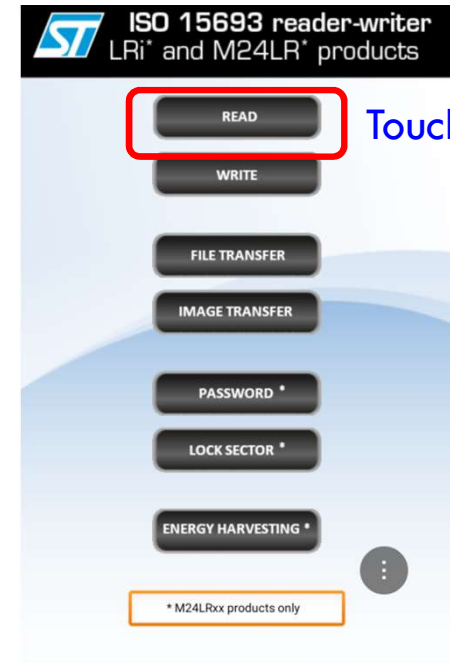 ST
ISO 15693 reader-writer
LRi* and M24LR* products
READ
Touch
WRITE
FILE TRANSFER
IMAGE TRANSFER
PASSWORD *
LOCK SECTOR *
ENERGY HARVESTING *
* M24LRxx products only